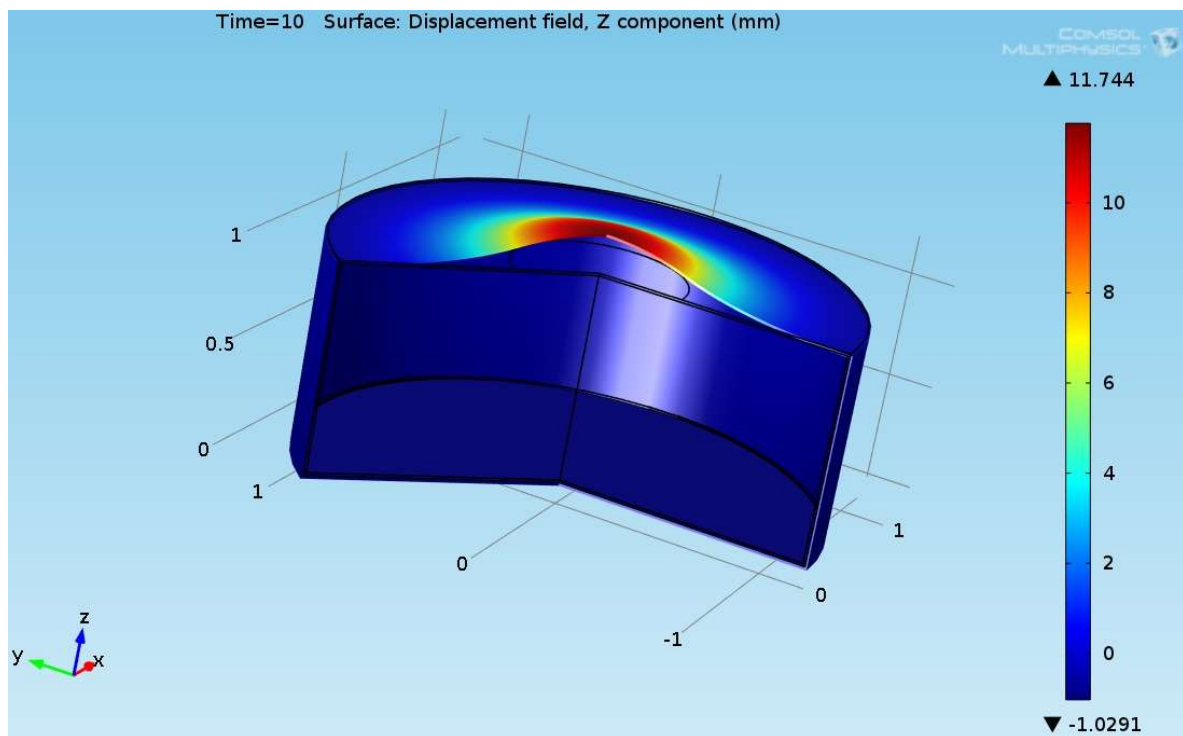 Time=10 Surface: Displacement field, Z component (mm)
COMSOL
MULTIPHYSICS
▲ 11.744
10
8
6
4
2
0
▼ -1.0291
1
0.5
0
1
0
-1
0
1
z
y
x